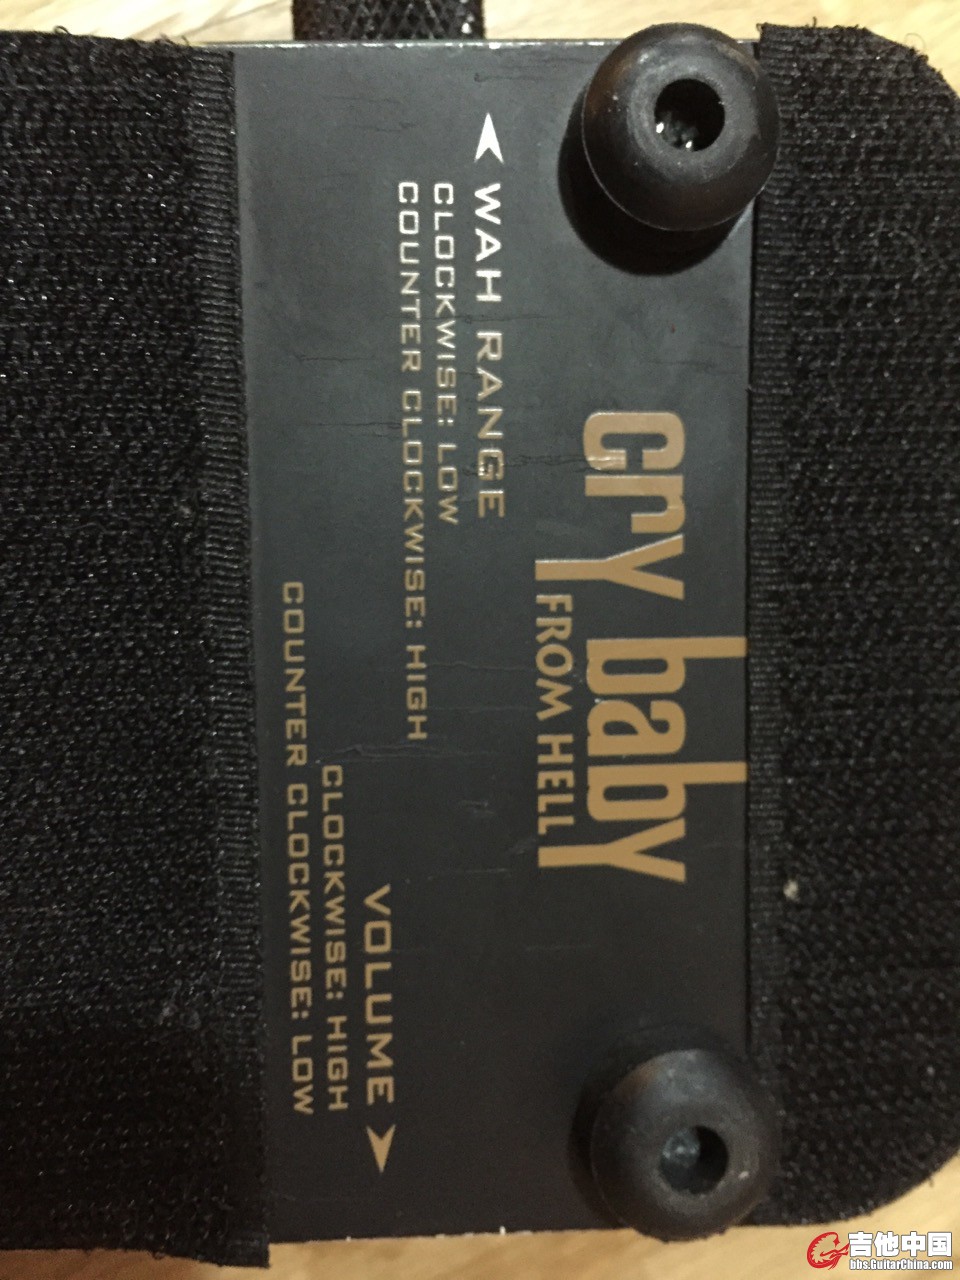 cry baby
FROM HELL
WAH RANGE
CLOCKWISE: LOW
COUNTER CLOCKWISE: HIGH
VOLUME
CLOCKWISE: HIGH
COUNTER CLOCKWISE: LOW
吉他中国
bbs.GuitarChina.com